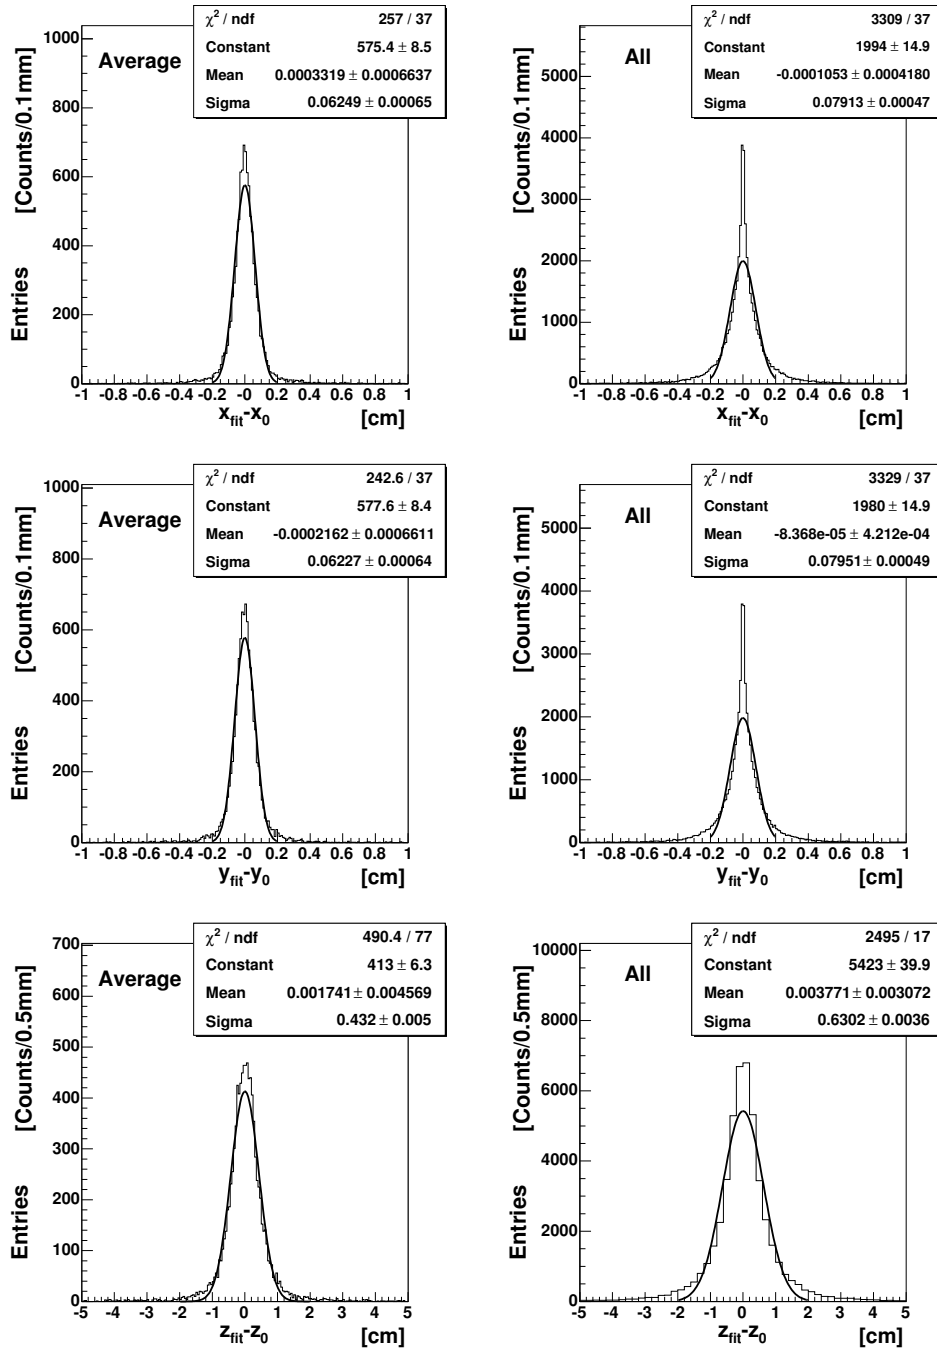 χ² / ndf 257 / 37
Constant 575.4 ± 8.5
Mean 0.0003319 ± 0.0006637
Sigma 0.06249 ± 0.00065
Average
Entries [Counts/0.1mm]
1000
800
600
400
200
0
-1 -0.8 -0.6 -0.4 -0.2 -0 0.2 0.4 0.6 0.8 1
x_fit-x_0 [cm]
χ² / ndf 3309 / 37
Constant 1994 ± 14.9
Mean -0.0001053 ± 0.0004180
Sigma 0.07913 ± 0.00047
All
Entries [Counts/0.1mm]
5000
4000
3000
2000
1000
0
-1 -0.8 -0.6 -0.4 -0.2 -0 0.2 0.4 0.6 0.8 1
x_fit-x_0 [cm]
χ² / ndf 242.6 / 37
Constant 577.6 ± 8.4
Mean -0.0002162 ± 0.0006611
Sigma 0.06227 ± 0.00064
Average
Entries [Counts/0.1mm]
1000
800
600
400
200
0
-1 -0.8 -0.6 -0.4 -0.2 -0 0.2 0.4 0.6 0.8 1
y_fit-y_0 [cm]
χ² / ndf 3329 / 37
Constant 1980 ± 14.9
Mean -8.368e-05 ± 4.212e-04
Sigma 0.07951 ± 0.00049
All
Entries [Counts/0.1mm]
5000
4000
3000
2000
1000
0
-1 -0.8 -0.6 -0.4 -0.2 -0 0.2 0.4 0.6 0.8 1
y_fit-y_0 [cm]
χ² / ndf 490.4 / 77
Constant 413 ± 6.3
Mean 0.001741 ± 0.004569
Sigma 0.432 ± 0.005
Average
Entries [Counts/0.5mm]
700
600
500
400
300
200
100
0
-5 -4 -3 -2 -1 0 1 2 3 4 5
z_fit-z_0 [cm]
χ² / ndf 2495 / 17
Constant 5423 ± 39.9
Mean 0.003771 ± 0.003072
Sigma 0.6302 ± 0.0036
All
Entries [Counts/0.5mm]
10000
8000
6000
4000
2000
0
-5 -4 -3 -2 -1 0 1 2 3 4 5
z_fit-z_0 [cm]